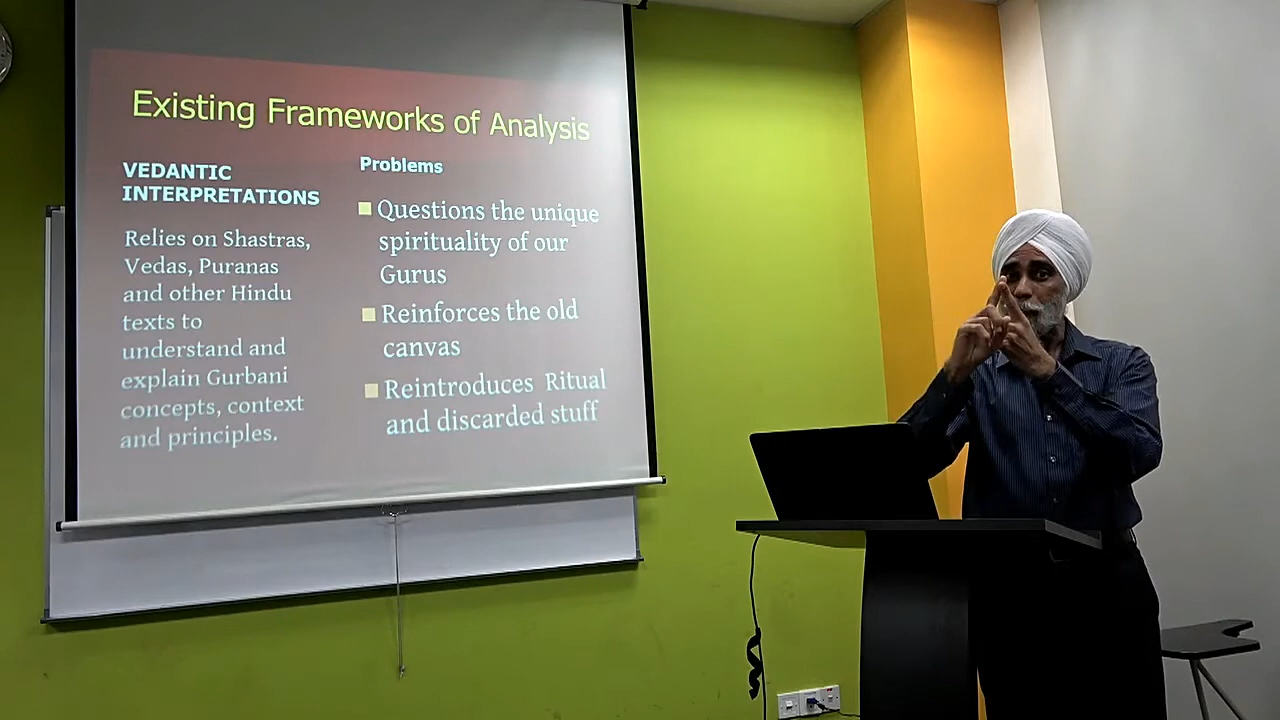 Existing Frameworks of Analysis
VEDANTIC
INTERPRETATIONS
Relies on Shastras,
Vedas, Puranas
and other Hindu
texts to
understand and
explain Gurbani
concepts, context
and principles.
Problems
Questions the unique
spirituality of our
Gurus
Reinforces the old
canvas
Reintroduces Ritual
and discarded stuff